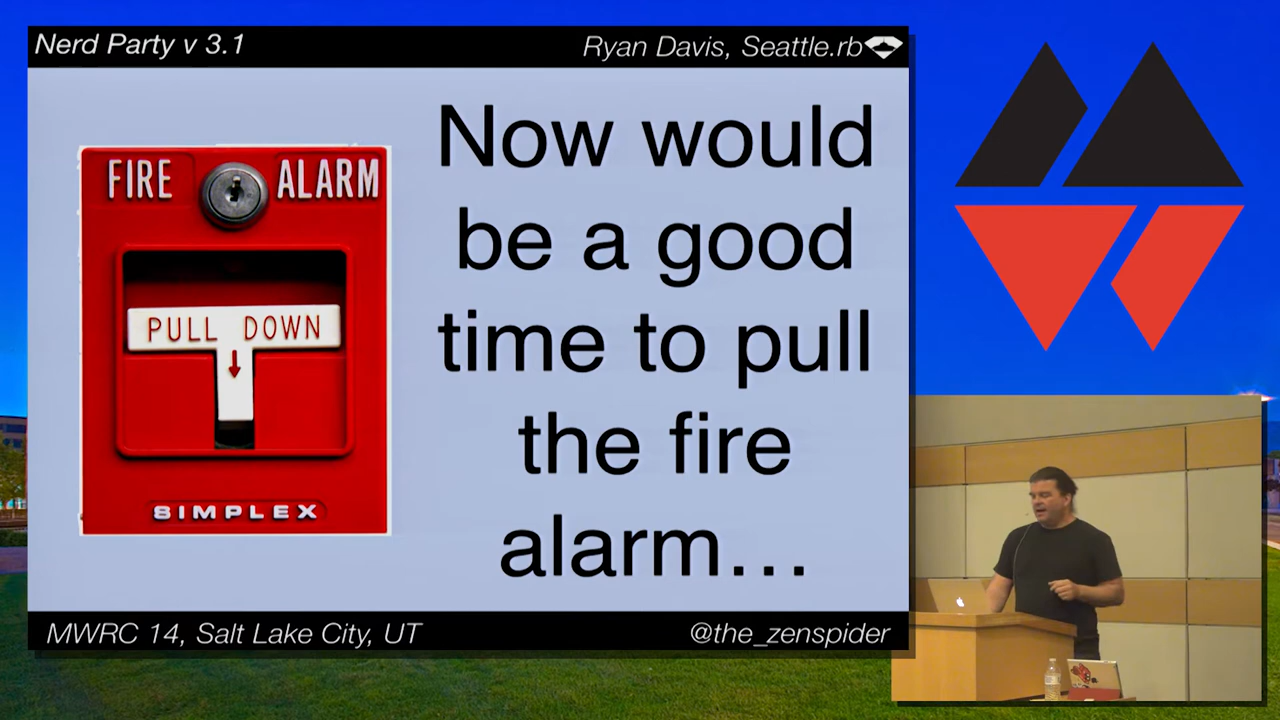 Nerd Party v 3.1
Ryan Davis, Seattle.rb
FIRE ALARM
PULL DOWN
SIMPLEX
Now would
be a good
time to pull
the fire
alarm…
MWRC 14, Salt Lake City, UT
@the_zenspider